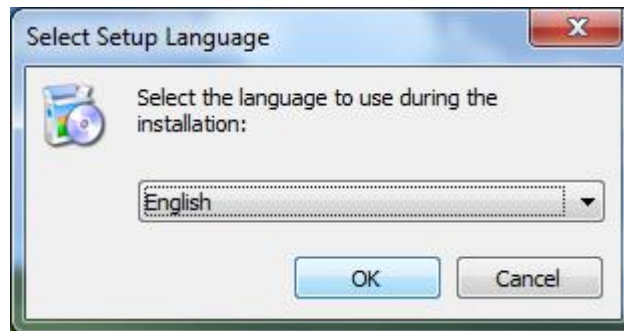 Select Setup Language
Select the language to use during the
installation:
English
OK
Cancel